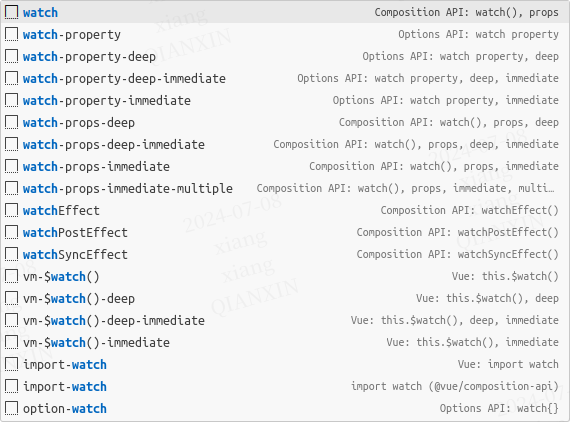 watch Composition API: watch(), props
watch-property Options API: watch property
watch-property-deep Options API: watch property, deep
watch-property-deep-immediate Options API: watch property, deep, immediate
watch-property-immediate Options API: watch property, immediate
watch-props-deep Composition API: watch(), props, deep
watch-props-deep-immediate Composition API: watch(), props, deep, immediate
watch-props-immediate Composition API: watch(), props, immediate
watch-props-immediate-multiple Composition API: watch(), props, immediate, multi…
watchEffect Composition API: watchEffect()
watchPostEffect Composition API: watchPostEffect()
watchSyncEffect Composition API: watchSyncEffect()
vm-$watch() Vue: this.$watch()
vm-$watch()-deep Vue: this.$watch(), deep
vm-$watch()-deep-immediate Vue: this.$watch(), deep, immediate
vm-$watch()-immediate Vue: this.$watch(), immediate
import-watch Vue: import watch
import-watch import watch (@vue/composition-api)
option-watch Options API: watch{}
xiang
QIANXIN
2024-07-08
xiang
xiang
QIANXIN
xiang
QIANXIN